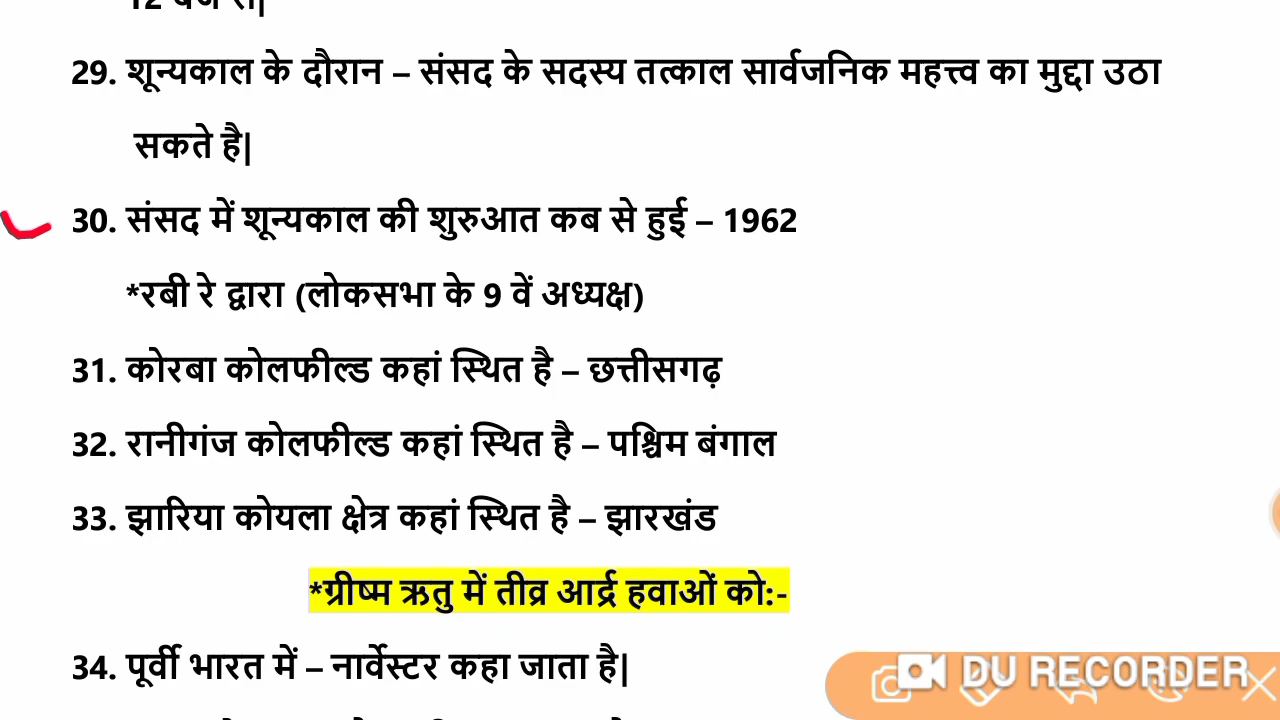 12 बजे से|
29. शून्यकाल के दौरान – संसद के सदस्य तत्काल सार्वजनिक महत्त्व का मुद्दा उठा
सकते है|
30. संसद में शून्यकाल की शुरुआत कब से हुई – 1962
*रबी रे द्वारा (लोकसभा के 9 वें अध्यक्ष)
31. कोरबा कोलफील्ड कहां स्थित है – छत्तीसगढ़
32. रानीगंज कोलफील्ड कहां स्थित है – पश्चिम बंगाल
33. झारिया कोयला क्षेत्र कहां स्थित है – झारखंड
*ग्रीष्म ऋतु में तीव्र आर्द्र हवाओं को:-
34. पूर्वी भारत में – नार्वेस्टर कहा जाता है|
DU RECORDER